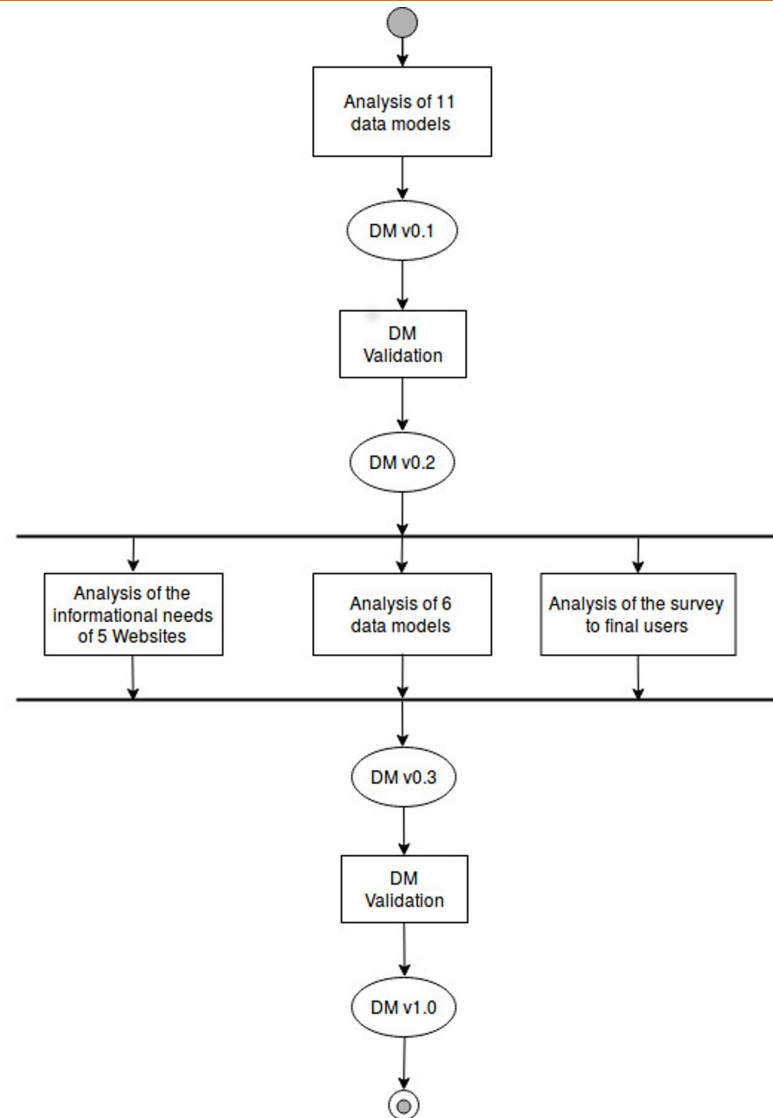 Analysis of 11
data models
DM v0.1
DM
Validation
DM v0.2
Analysis of the
informational needs
of 5 Websites
Analysis of 6
data models
Analysis of the survey
to final users
DM v0.3
DM
Validation
DM v1.0